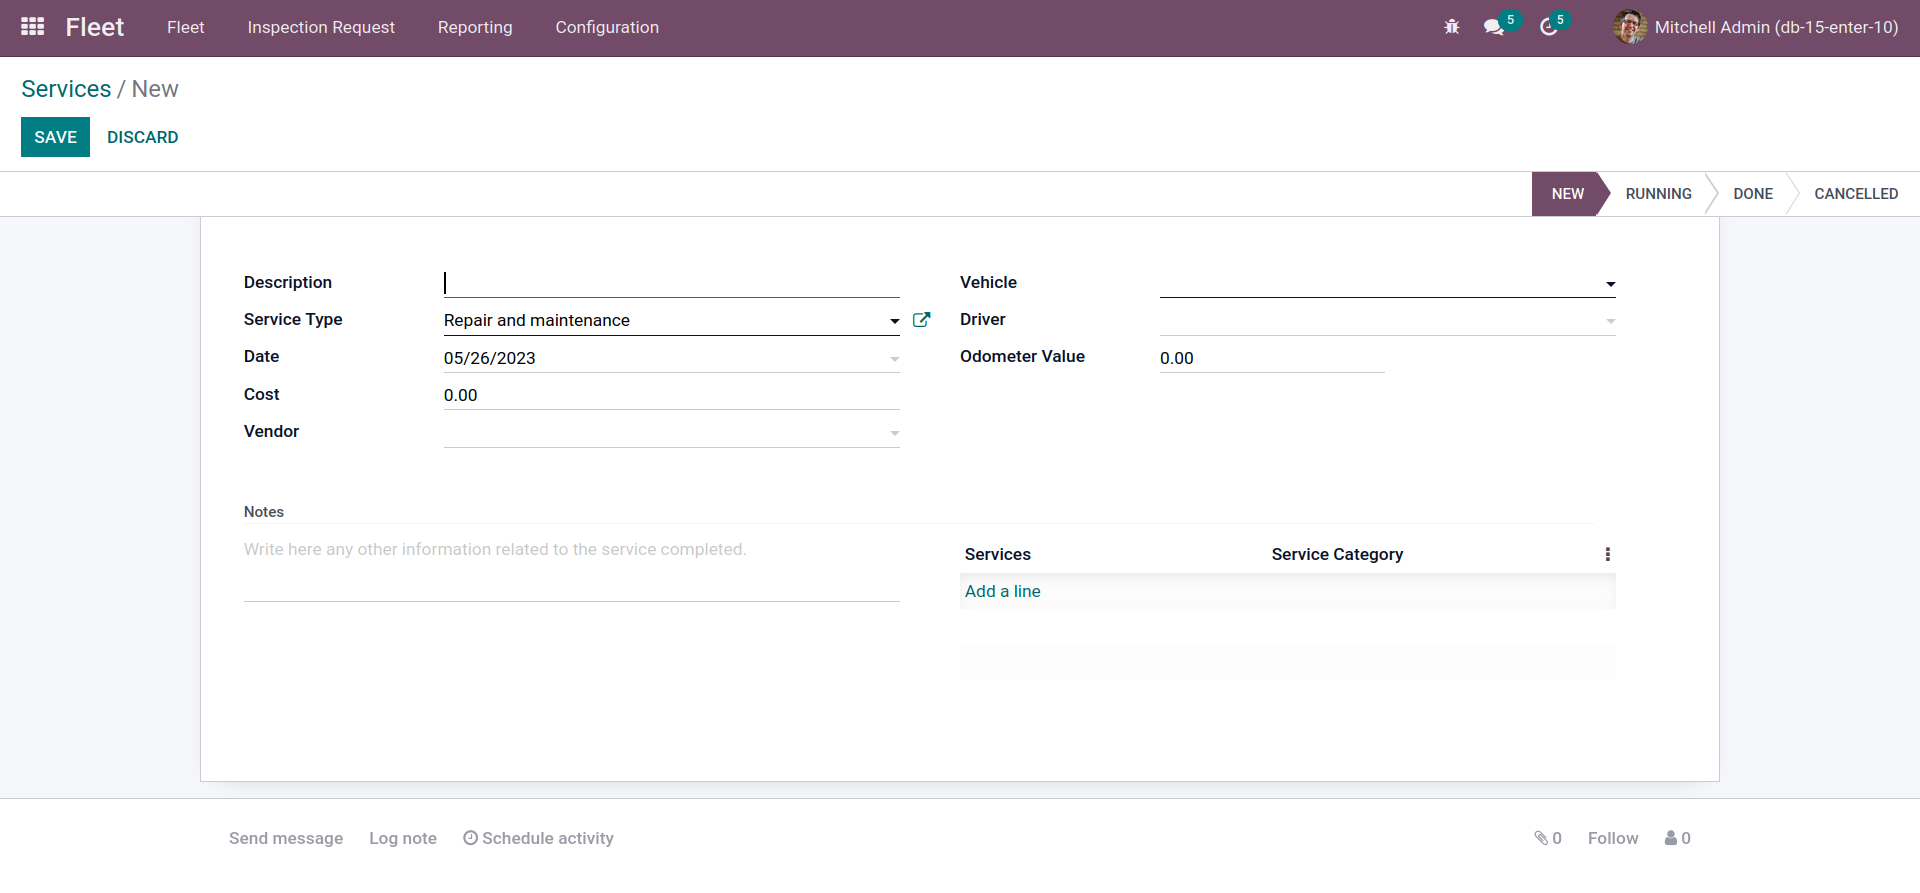 Fleet Fleet Inspection Request Reporting Configuration 5 5 Mitchell Admin (db-15-enter-10)
Services / New
SAVE DISCARD
NEW RUNNING DONE CANCELLED
Description Vehicle
Service Type Repair and maintenance Driver
Date 05/26/2023 Odometer Value 0.00
Cost 0.00
Vendor
Notes
Write here any other information related to the service completed.
Services Service Category
Add a line
Send message Log note Schedule activity 0 Follow 0